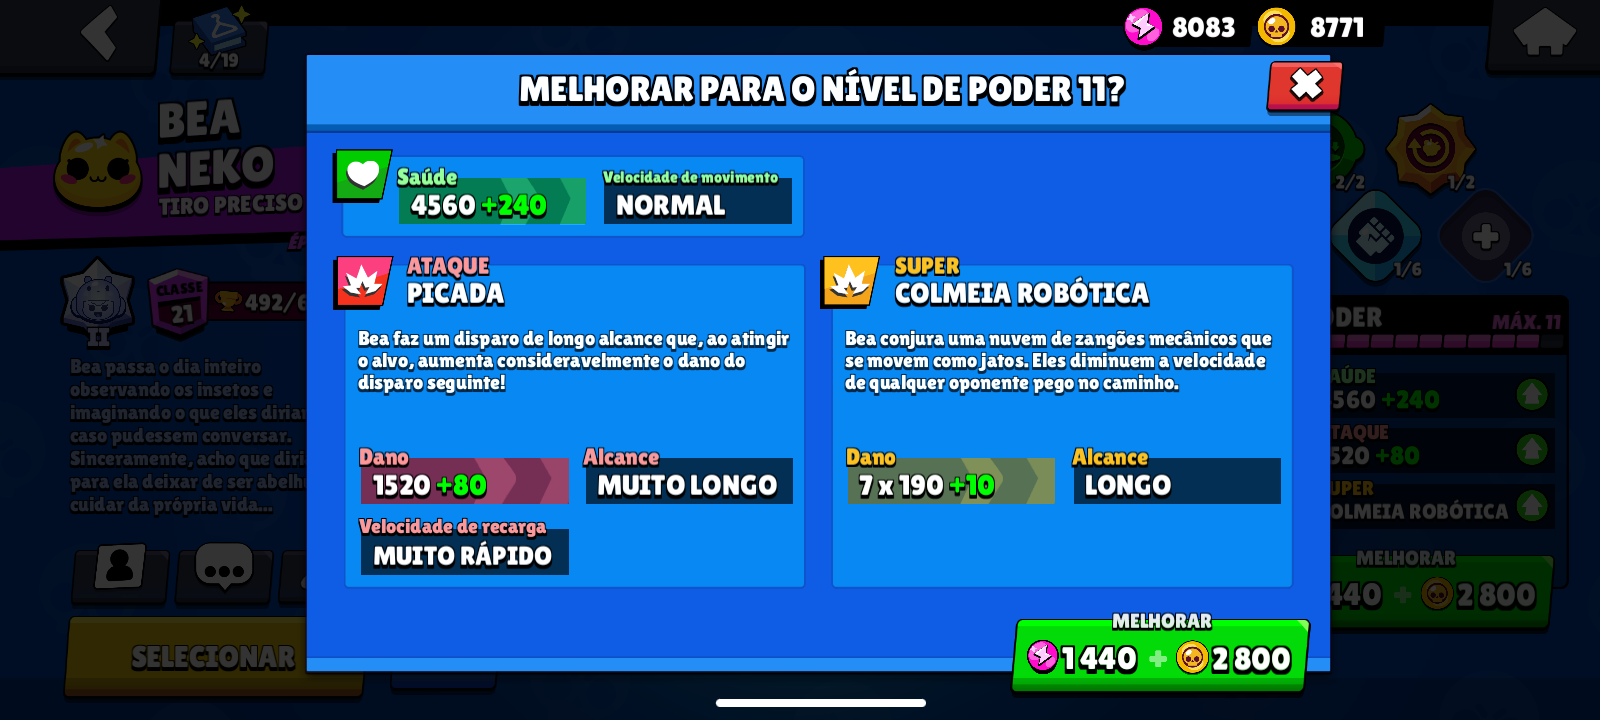 8083
8771
4/19
MELHORAR PARA O NÍVEL DE PODER 11?
BEA
NEKO
TIRO PRECISO
Saúde
4560 +240
Velocidade de movimento
NORMAL
2/2
1/2
1/6
1/6
ATAQUE
PICADA
Bea faz um disparo de longo alcance que, ao atingir
o alvo, aumenta consideravelmente o dano do
disparo seguinte!
Dano
1520 +80
Alcance
MUITO LONGO
Velocidade de recarga
MUITO RÁPIDO
SUPER
COLMEIA ROBÓTICA
Bea conjura uma nuvem de zangões mecânicos que
se movem como jatos. Eles diminuem a velocidade
de qualquer oponente pego no caminho.
Dano
7 x 190 +10
Alcance
LONGO
CLASSE
21
492/6
II
Bea passa o dia inteiro
observando os insetos e
imaginando o que eles diriam
caso pudessem conversar.
Sinceramente, acho que diri
para ela deixar de ser abelh
cuidar da própria vida...
SELECIONAR
ODER
MÁX. 11
AÚDE
560 +240
TAQUE
520 +80
UPER
OLMEIA ROBÓTICA
MELHORAR
440 + 2 800
MELHORAR
1 440 + 2 800